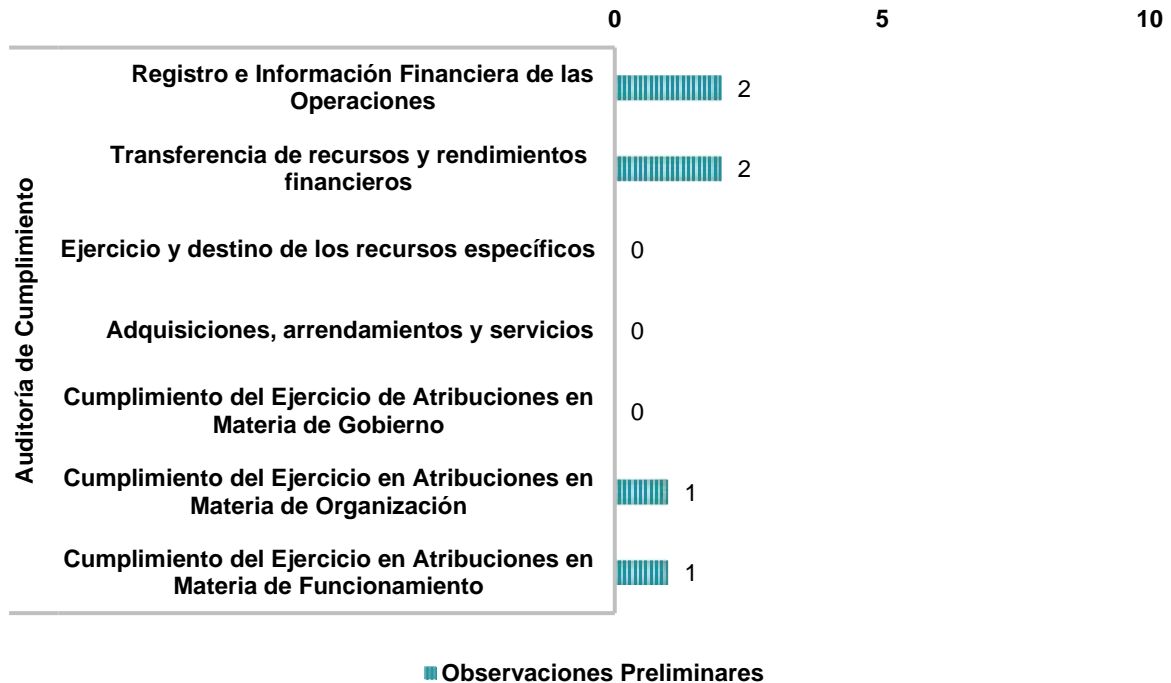 0 5 10
Auditoría de Cumplimiento
Registro e Información Financiera de las
Operaciones
2
Transferencia de recursos y rendimientos
financieros
2
Ejercicio y destino de los recursos específicos
0
Adquisiciones, arrendamientos y servicios
0
Cumplimiento del Ejercicio de Atribuciones en
Materia de Gobierno
0
Cumplimiento del Ejercicio en Atribuciones en
Materia de Organización
1
Cumplimiento del Ejercicio en Atribuciones en
Materia de Funcionamiento
1
Observaciones Preliminares